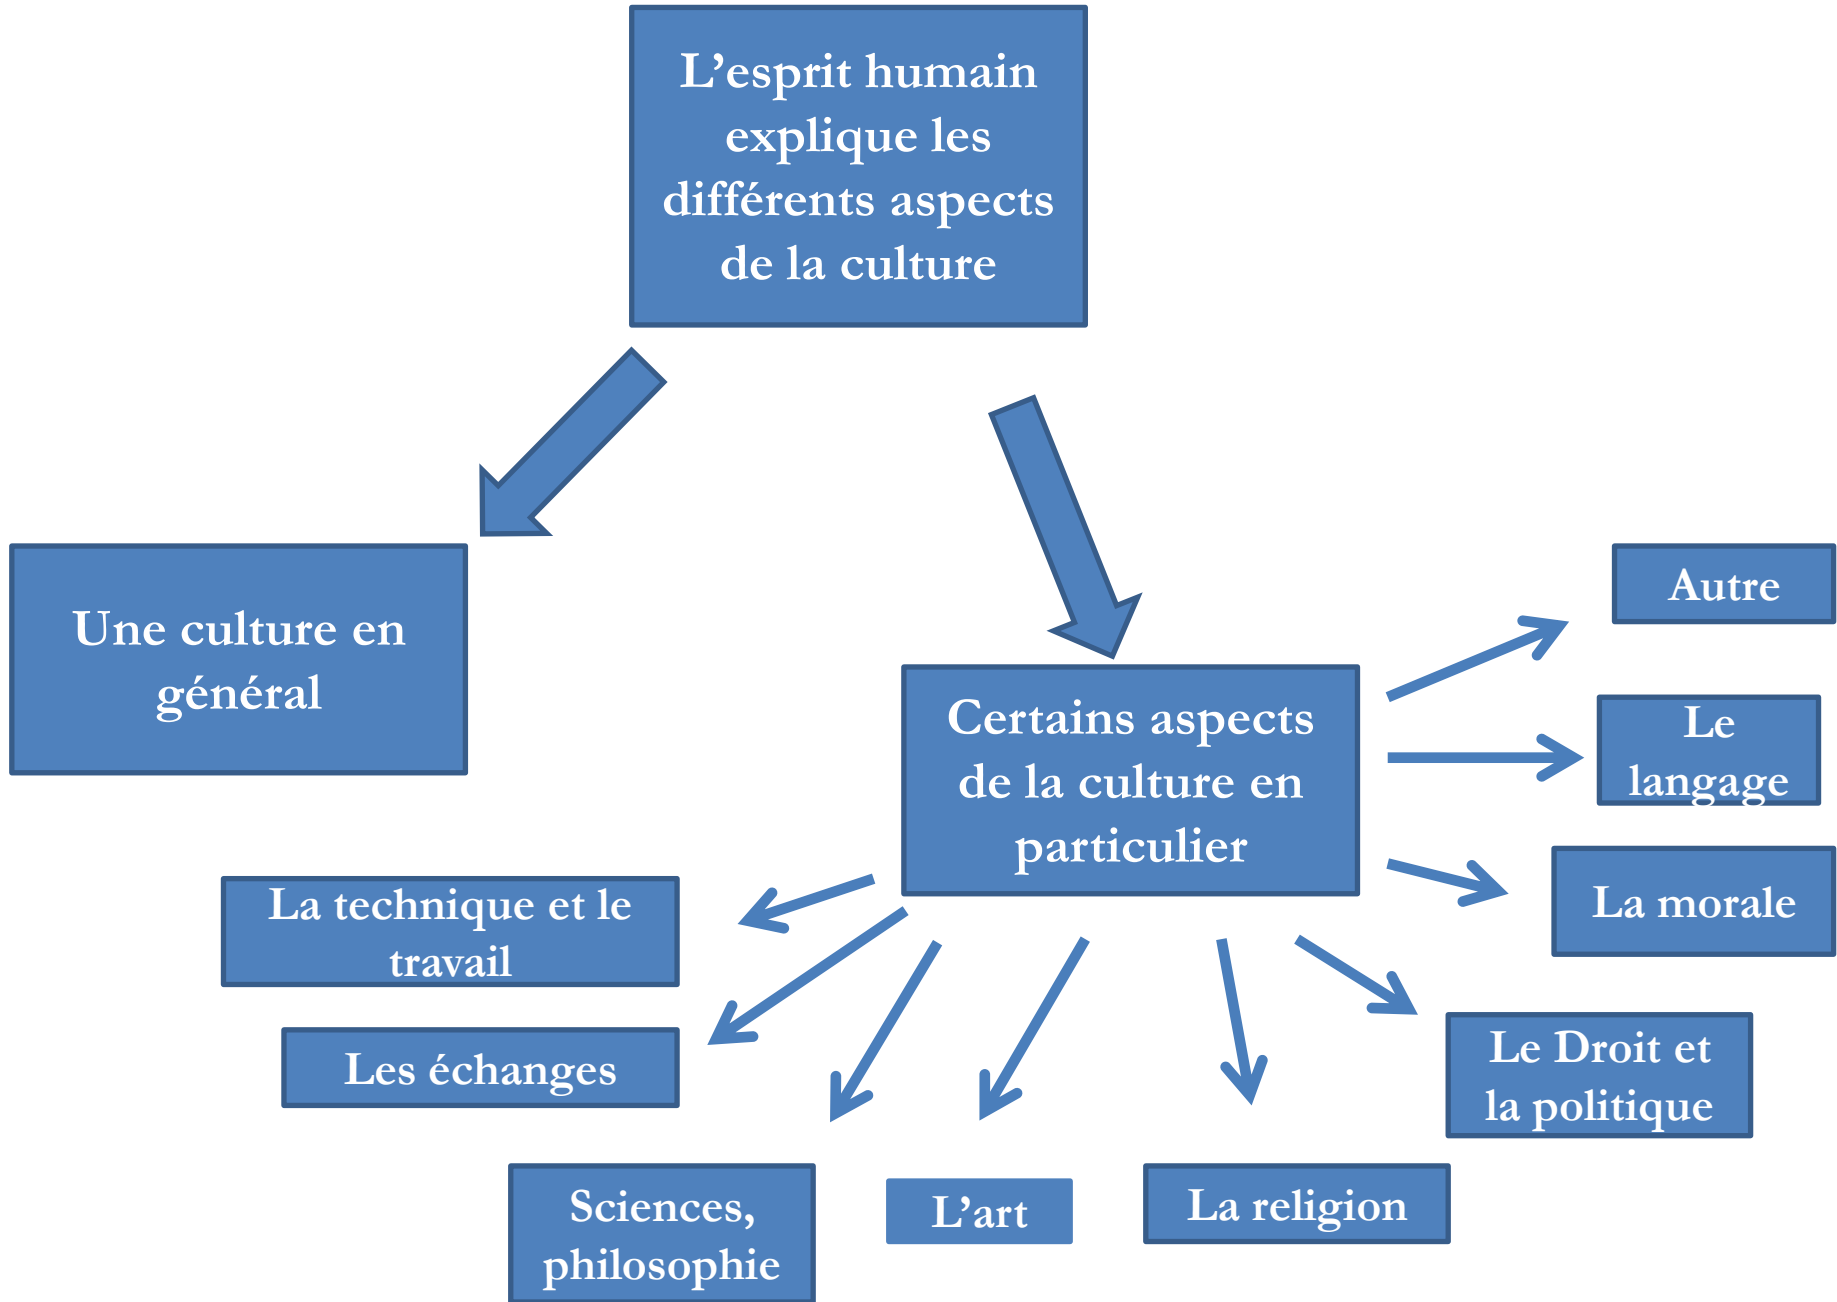 L’esprit humain
explique les
différents aspects
de la culture
Une culture en
général
Certains aspects
de la culture en
particulier
Autre
Le
langage
La morale
Le Droit et
la politique
La religion
L’art
Sciences,
philosophie
Les échanges
La technique et le
travail